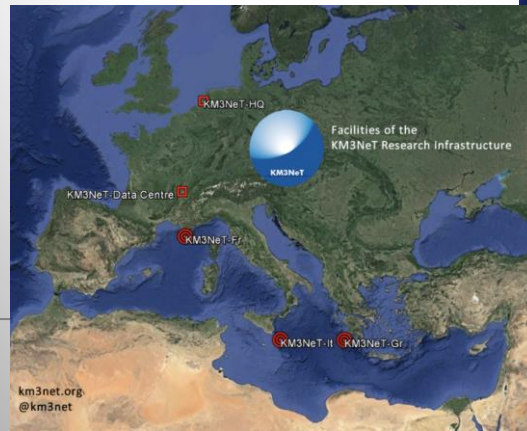 KM3NeT-HQ
Facilities of the
KM3NeT Research Infrastructure
KM3NeT
KM3NeT-Data Centre
KM3NeT-Fr
KM3NeT-It
KM3NeT-Gr
km3net.org
@km3net